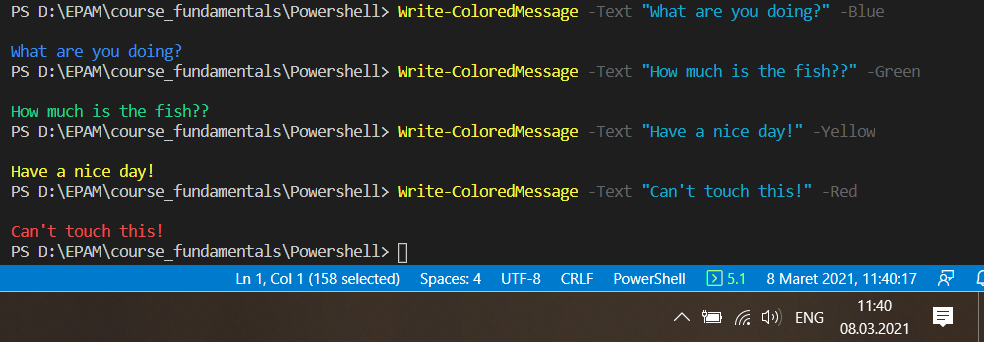 PS D:\EPAM\course_fundamentals\Powershell> Write-ColoredMessage -Text "What are you doing?" -Blue
What are you doing?
PS D:\EPAM\course_fundamentals\Powershell> Write-ColoredMessage -Text "How much is the fish??" -Green
How much is the fish??
PS D:\EPAM\course_fundamentals\Powershell> Write-ColoredMessage -Text "Have a nice day!" -Yellow
Have a nice day!
PS D:\EPAM\course_fundamentals\Powershell> Write-ColoredMessage -Text "Can't touch this!" -Red
Can't touch this!
PS D:\EPAM\course_fundamentals\Powershell>
Ln 1, Col 1 (158 selected) Spaces: 4 UTF-8 CRLF PowerShell 5.1 8 Maret 2021, 11:40:17
ENG 11:40
08.03.2021